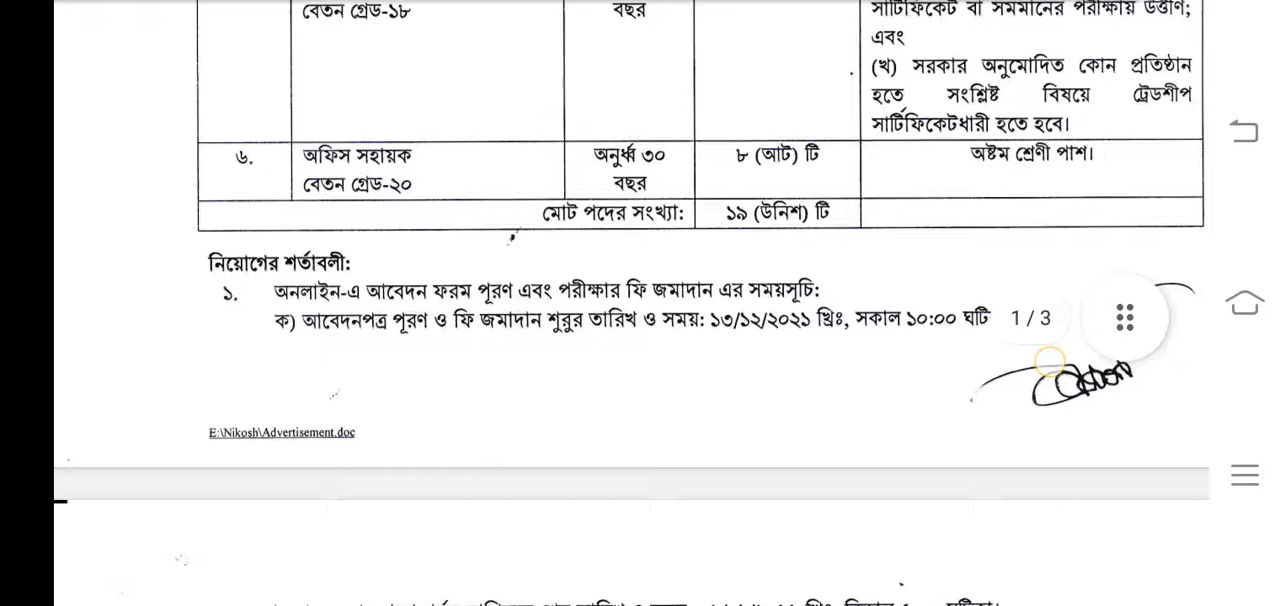 বেতন গ্রেড-১৮
বছর
সার্টিফিকেট বা সমমানের পরীক্ষায় উত্তীর্ণ;
এবং
(খ) সরকার অনুমোদিত কোন প্রতিষ্ঠান
হতে সংশ্লিষ্ট বিষয়ে ট্রেডশীপ
সার্টিফিকেটধারী হতে হবে।
৬.
অফিস সহায়ক
বেতন গ্রেড-২০
অনুর্ধ্ব ৩০
বছর
৮ (আট) টি
অষ্টম শ্রেণী পাশ।
মোট পদের সংখ্যা:
১৯ (উনিশ) টি
নিয়োগের শর্তাবলী:
১. অনলাইন-এ আবেদন ফরম পূরণ এবং পরীক্ষার ফি জমাদান এর সময়সূচি:
ক) আবেদনপত্র পূরণ ও ফি জমাদান শুরুর তারিখ ও সময়: ১৩/১২/২০২১ খ্রিঃ, সকাল ১০:০০ ঘটি
1 / 3
E:\Nikosh\Advertisement.doc